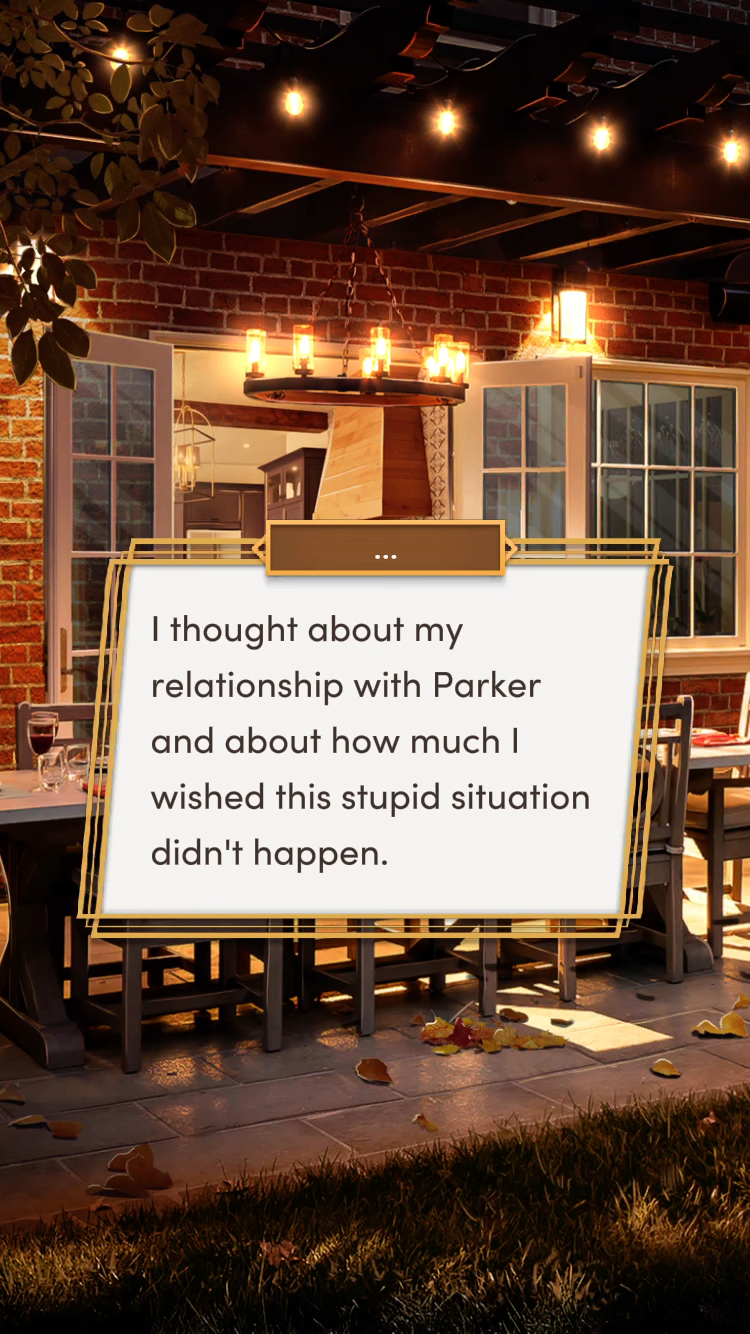 ...
I thought about my
relationship with Parker
and about how much I
wished this stupid situation
didn't happen.